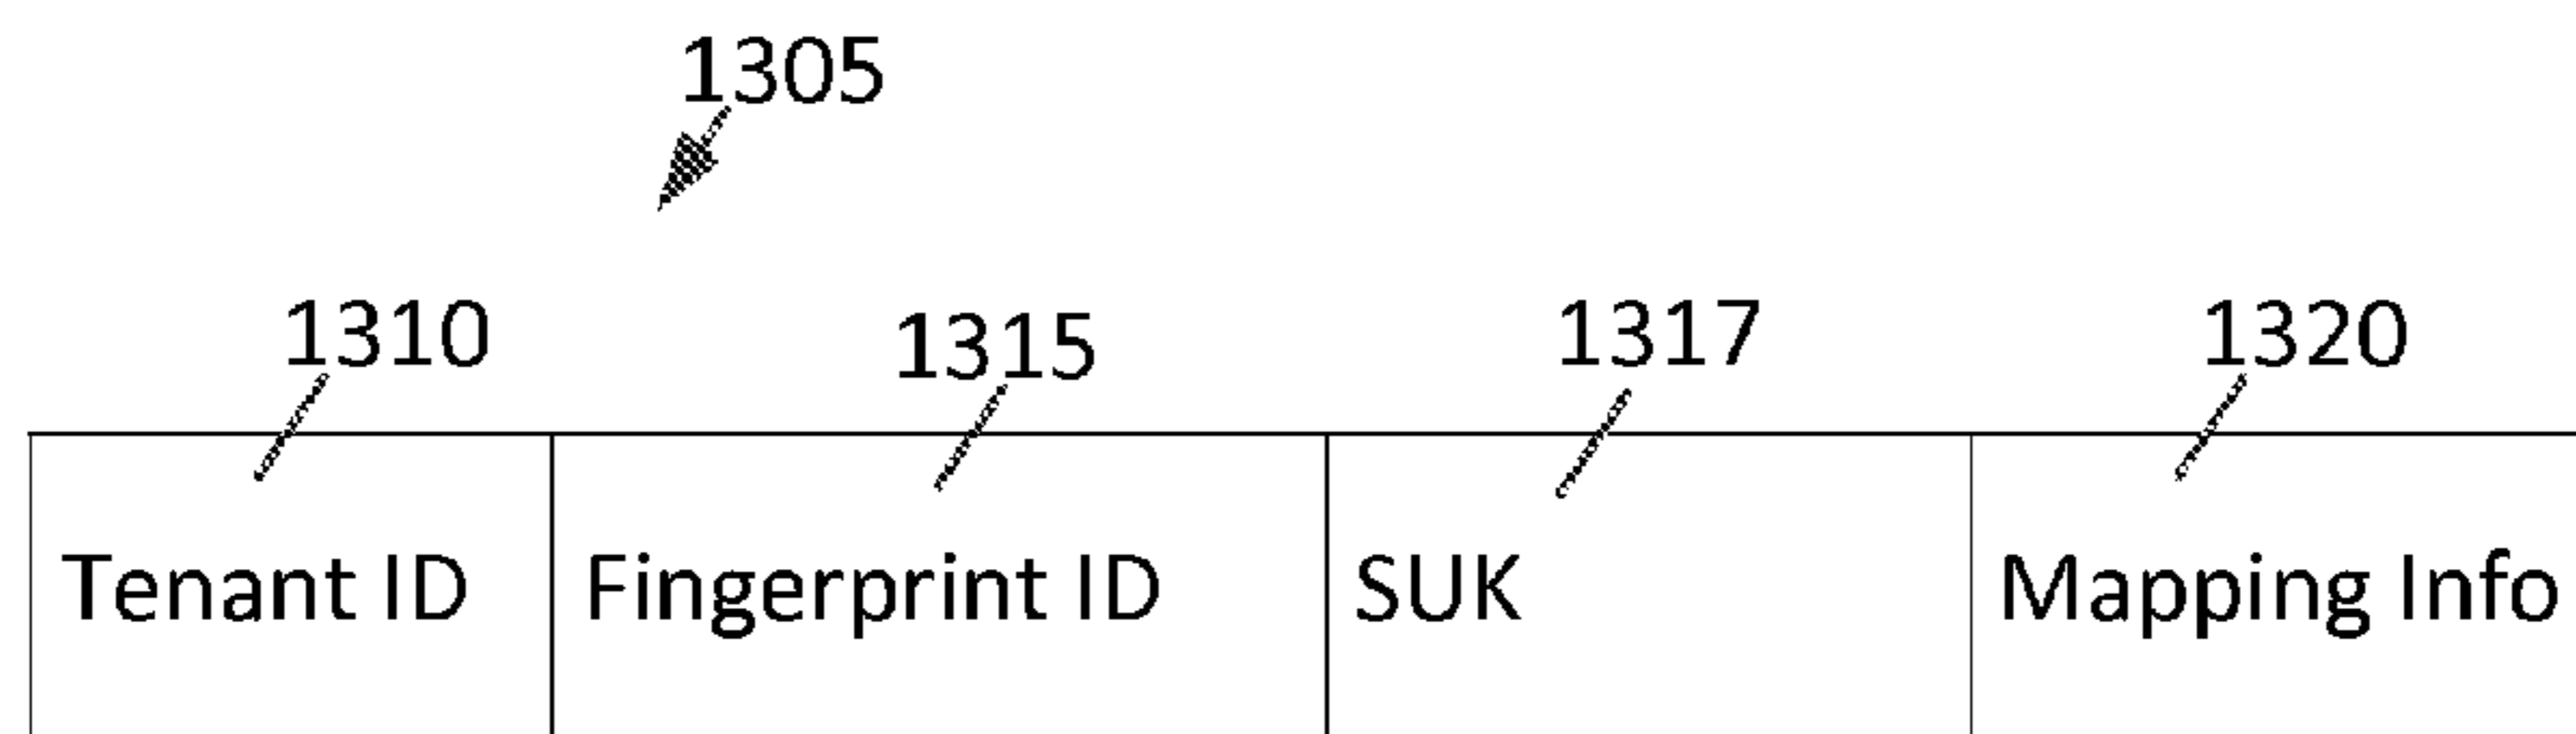 1305
1310 1315 1317 1320
Tenant ID Fingerprint ID SUK Mapping Info